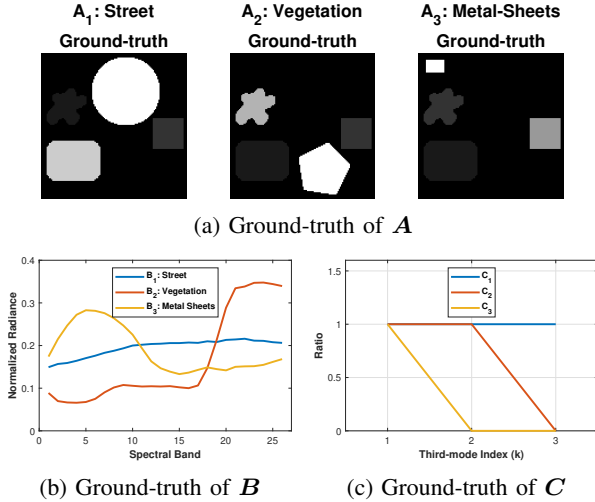 A1: Street
Ground-truth
A2: Vegetation
Ground-truth
A3: Metal-Sheets
Ground-truth
(a) Ground-truth of A
0.4
0.3
0.2
0.1
0
Normalized Radiance
B1: Street
B2: Vegetation
B3: Metal Sheets
0
5
10
15
20
25
Spectral Band
(b) Ground-truth of B
1.5
1
0.5
0
Ratio
C1
C2
C3
1
2
3
Third-mode Index (k)
(c) Ground-truth of C